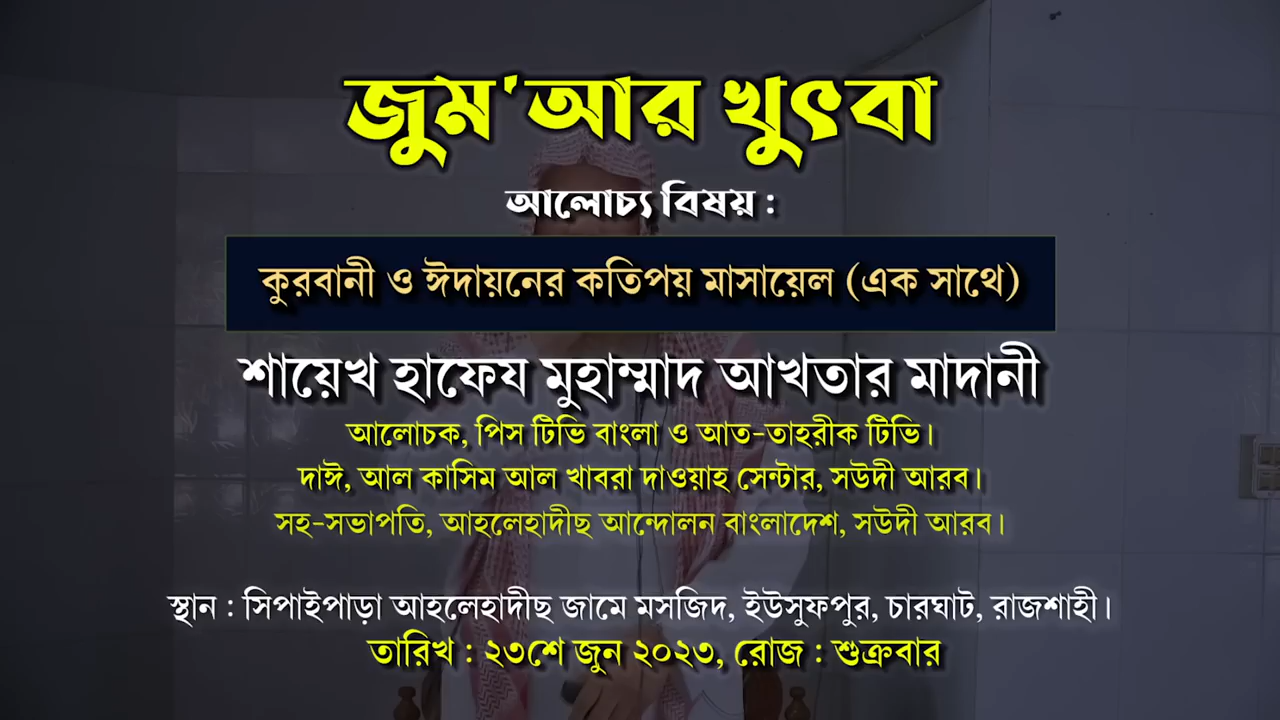 জুম'আর খুৎবা
আলোচ্য বিষয় :
কুরবানী ও ঈদায়নের কতিপয় মাসায়েল (এক সাথে)
শায়েখ হাফেয মুহাম্মাদ আখতার মাদানী
আলোচক, পিস টিভি বাংলা ও আত-তাহরীক টিভি।
দাঈ, আল কাসিম আল খাবরা দাওয়াহ সেন্টার, সউদী আরব।
সহ-সভাপতি, আহলেহাদীছ আন্দোলন বাংলাদেশ, সউদী আরব।
স্থান : সিপাইপাড়া আহলেহাদীছ জামে মসজিদ, ইউসুফপুর, চারঘাট, রাজশাহী।
তারিখ : ২৩শে জুন ২০২৩, রোজ : শুক্রবার